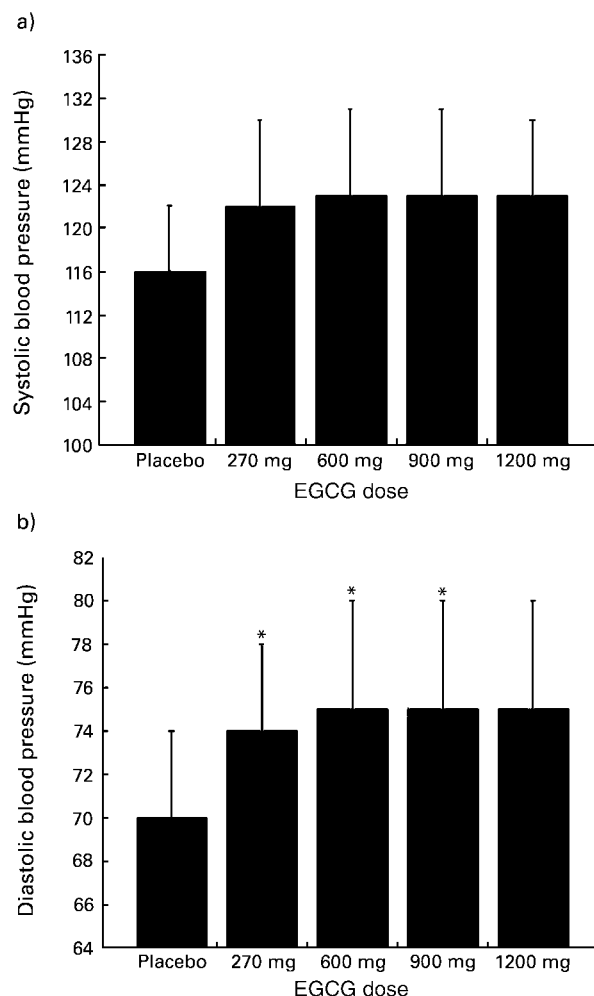 a)
Systolic blood pressure (mmHg)
136
132
128
124
120
116
112
108
104
100
Placebo 270 mg 600 mg 900 mg 1200 mg
EGCG dose
b)
Diastolic blood pressure (mmHg)
82
80
78
76
74
72
70
68
66
64
* * *
Placebo 270 mg 600 mg 900 mg 1200 mg
EGCG dose